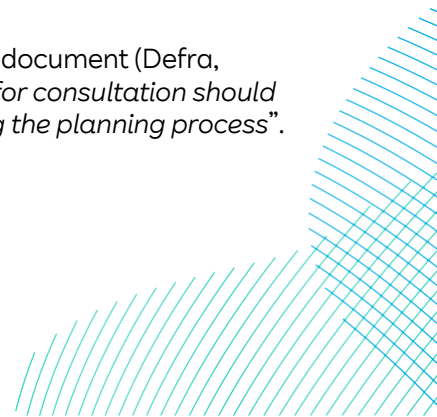 document (Defra,
for consultation should
g the planning process”.